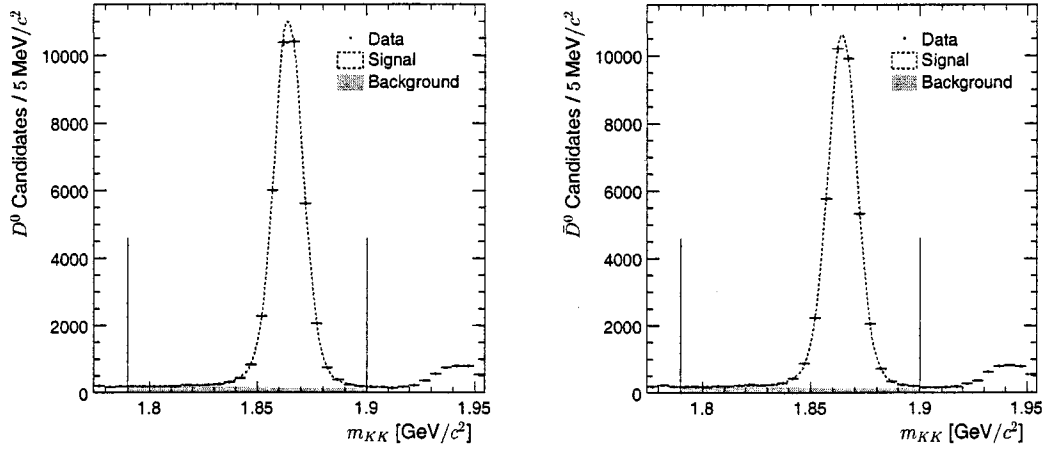 D⁰ Candidates / 5 MeV/c²
10000
8000
6000
4000
2000
0
1.8
1.85
1.9
1.95
m_KK [GeV/c²]
Data
Signal
Background
D̄⁰ Candidates / 5 MeV/c²
10000
8000
6000
4000
2000
0
1.8
1.85
1.9
1.95
m_KK [GeV/c²]
Data
Signal
Background